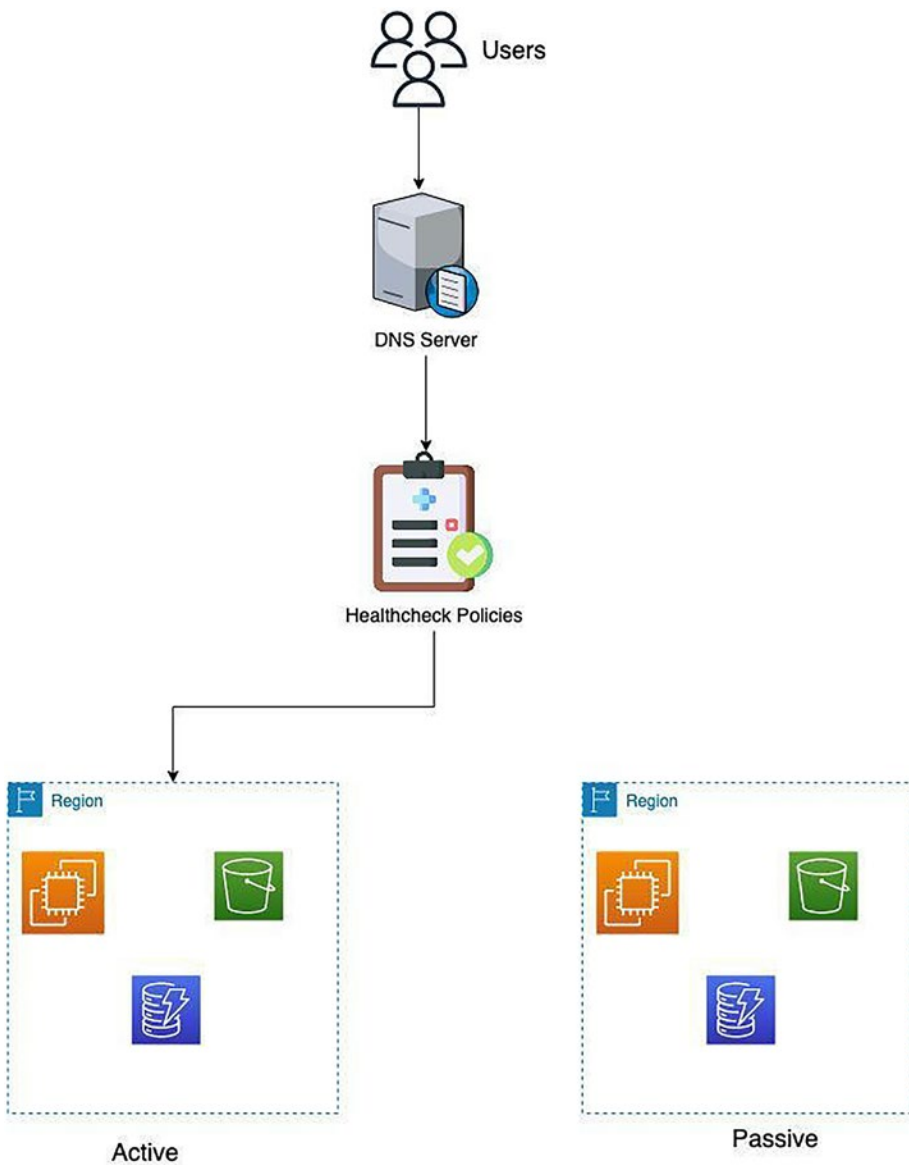 Users
DNS Server
Healthcheck Policies
Region
Region
Active
Passive